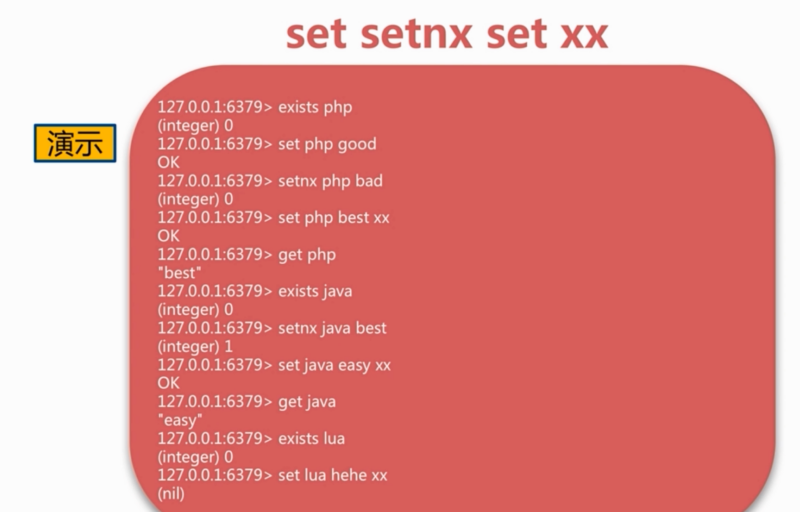 set setnx set xx
演示
127.0.0.1:6379> exists php
(integer) 0
127.0.0.1:6379> set php good
OK
127.0.0.1:6379> setnx php bad
(integer) 0
127.0.0.1:6379> set php best xx
OK
127.0.0.1:6379> get php
"best"
127.0.0.1:6379> exists java
(integer) 0
127.0.0.1:6379> setnx java best
(integer) 1
127.0.0.1:6379> set java easy xx
OK
127.0.0.1:6379> get java
"easy"
127.0.0.1:6379> exists lua
(integer) 0
127.0.0.1:6379> set lua hehe xx
(nil)